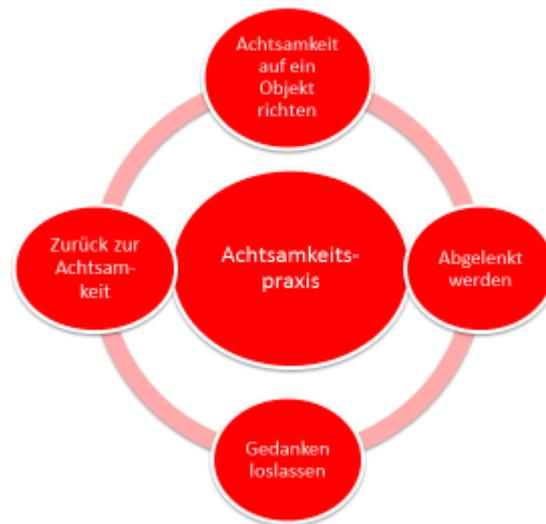 Achtsamkeit
auf ein
Objekt
richten
Zurück zur
Achtsam-
keit
Achtsamkeits-
praxis
Abgelenkt
werden
Gedanken
loslassen